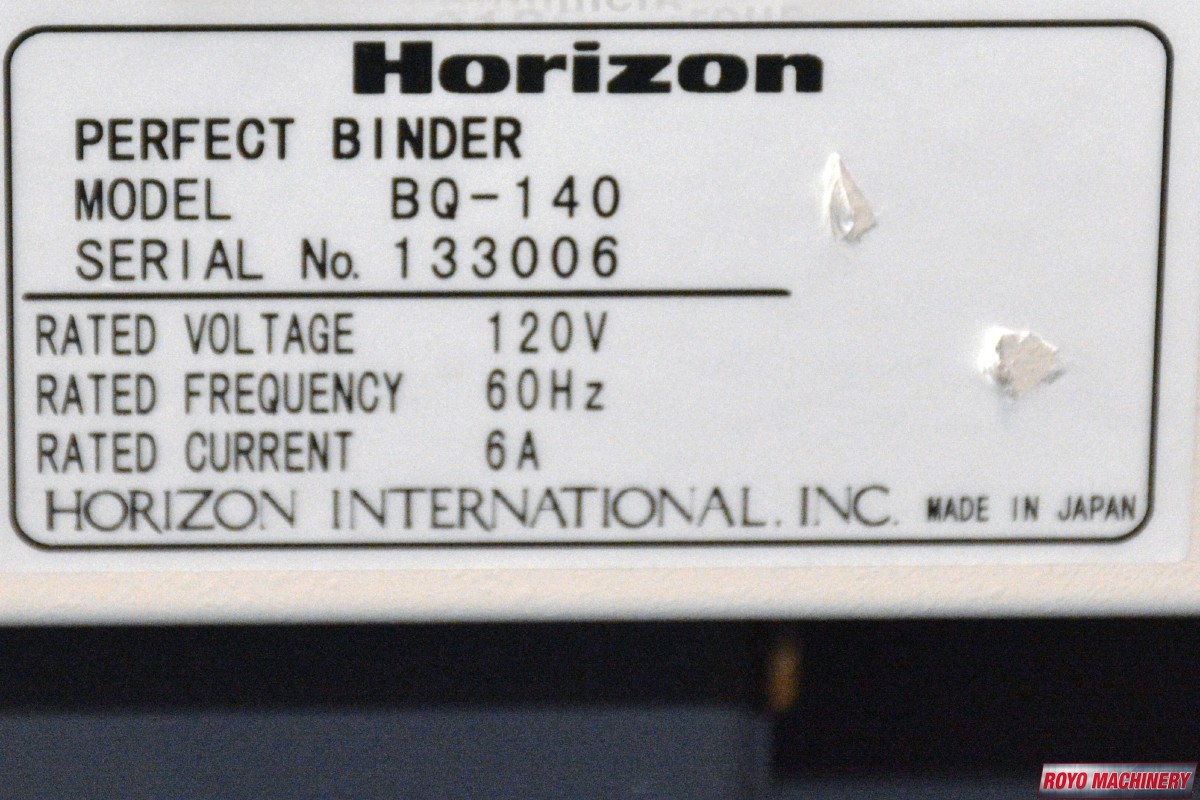 Horizon
PERFECT BINDER
MODEL BQ-140
SERIAL No. 133006
RATED VOLTAGE 120V
RATED FREQUENCY 60Hz
RATED CURRENT 6A
HORIZON INTERNATIONAL. INC. MADE IN JAPAN
ROYO MACHINERY